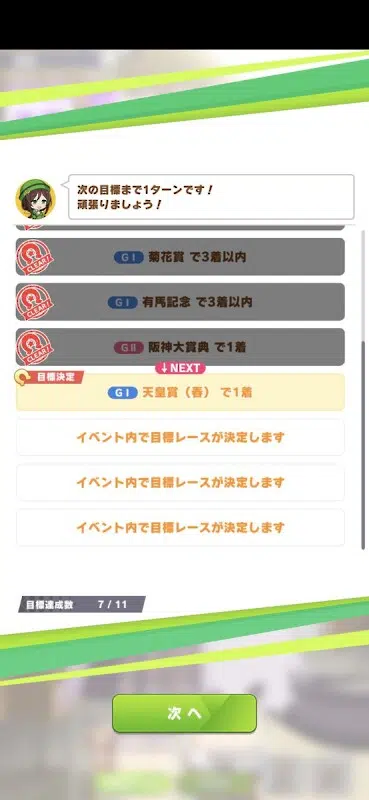 次の目標まで1ターンです！
頑張りましょう！
CLEAR!
GI 菊花賞 で3着以内
CLEAR!
GI 有馬記念 で3着以内
CLEAR!
GII 阪神大賞典 で1着
↓NEXT
目標決定
GI 天皇賞（春） で1着
イベント内で目標レースが決定します
イベント内で目標レースが決定します
イベント内で目標レースが決定します
目標達成数 7 / 11
次へ